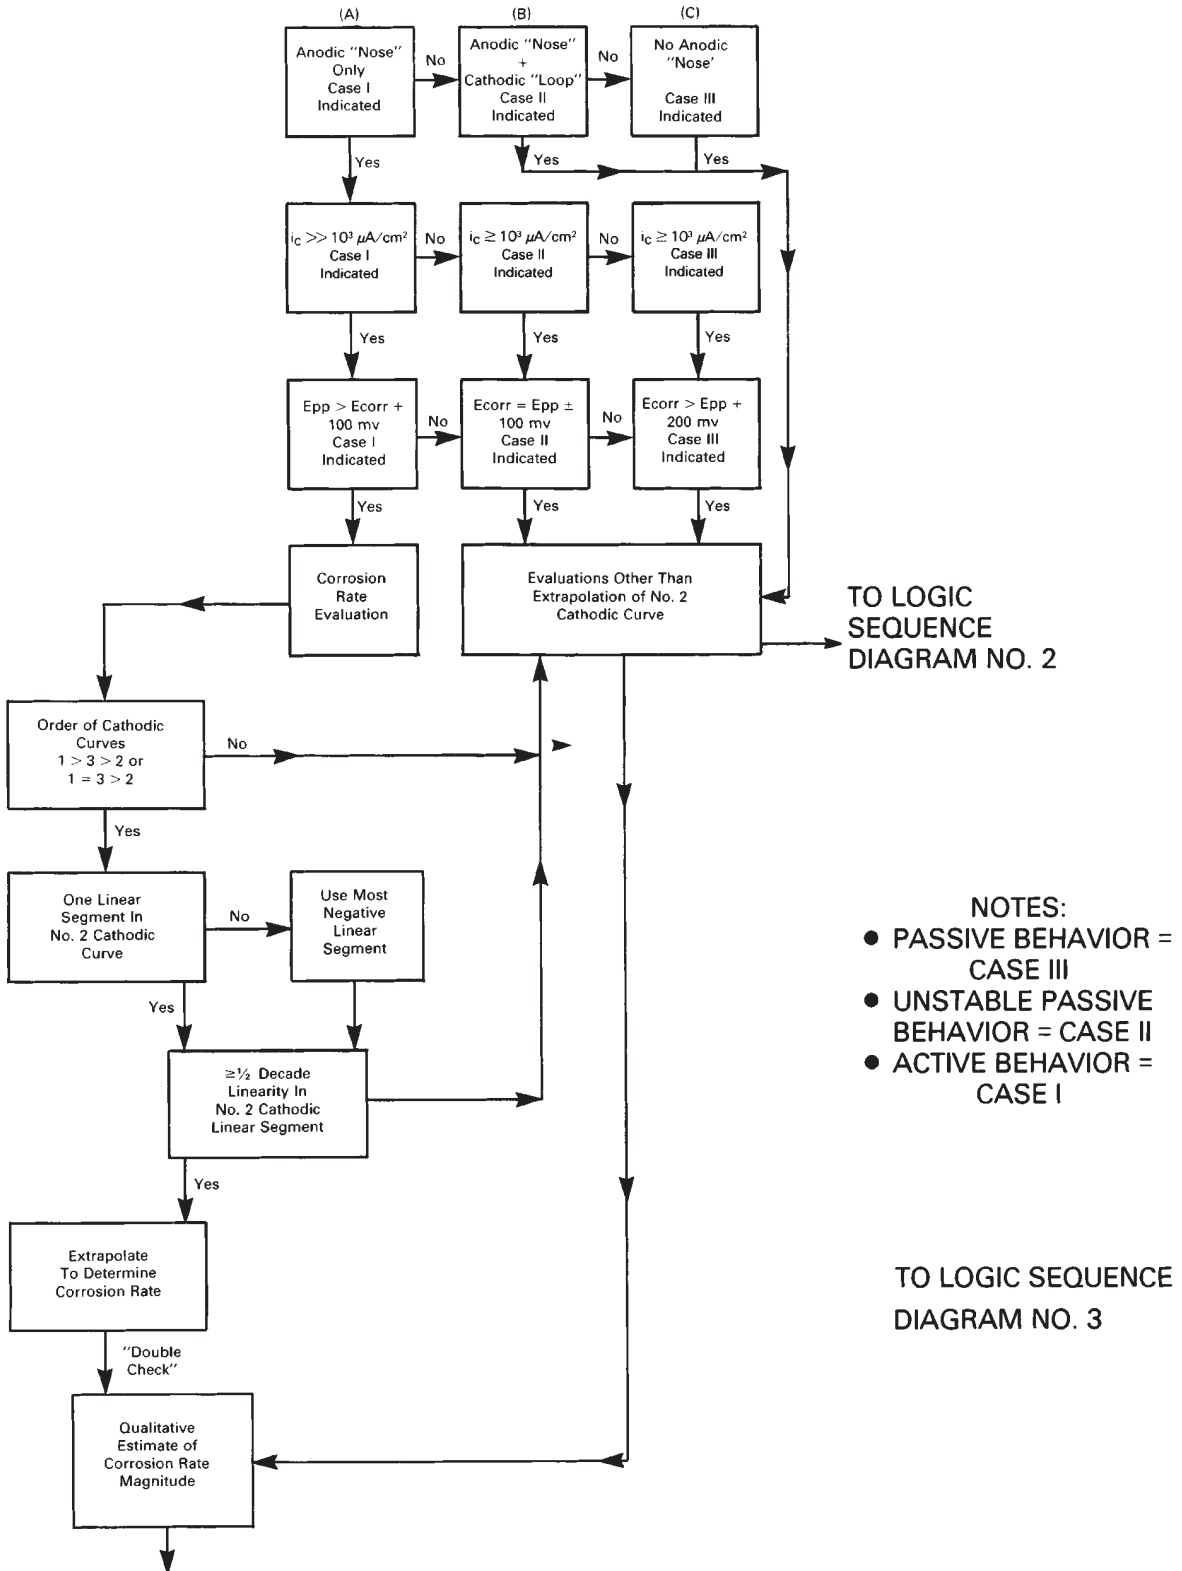 (A)
(B)
(C)
Anodic "Nose"
Only
Case I
Indicated
No
Anodic "Nose"
+
Cathodic "Loop"
Case II
Indicated
No
No Anodic
"Nose'
Case III
Indicated
Yes
Yes
Yes
i_c >> 10³ μA/cm²
Case I
Indicated
No
i_c ≥ 10³ μA/cm²
Case II
Indicated
No
i_c ≥ 10³ μA/cm²
Case III
Indicated
Yes
Yes
Yes
Epp > Ecorr +
100 mv
Case I
Indicated
No
Ecorr = Epp ±
100 mv
Case II
Indicated
No
Ecorr > Epp +
200 mv
Case III
Indicated
Yes
Yes
Yes
Corrosion
Rate
Evaluation
Evaluations Other Than
Extrapolation of No. 2
Cathodic Curve
TO LOGIC
SEQUENCE
DIAGRAM NO. 2
Order of Cathodic
Curves
1 > 3 > 2 or
1 = 3 > 2
No
Yes
One Linear
Segment In
No. 2 Cathodic
Curve
No
Use Most
Negative
Linear
Segment
Yes
≥½ Decade
Linearity In
No. 2 Cathodic
Linear Segment
Yes
Extrapolate
To Determine
Corrosion Rate
"Double
Check"
Qualitative
Estimate of
Corrosion Rate
Magnitude
NOTES:
● PASSIVE BEHAVIOR =
CASE III
● UNSTABLE PASSIVE
BEHAVIOR = CASE II
● ACTIVE BEHAVIOR =
CASE I
TO LOGIC SEQUENCE
DIAGRAM NO. 3